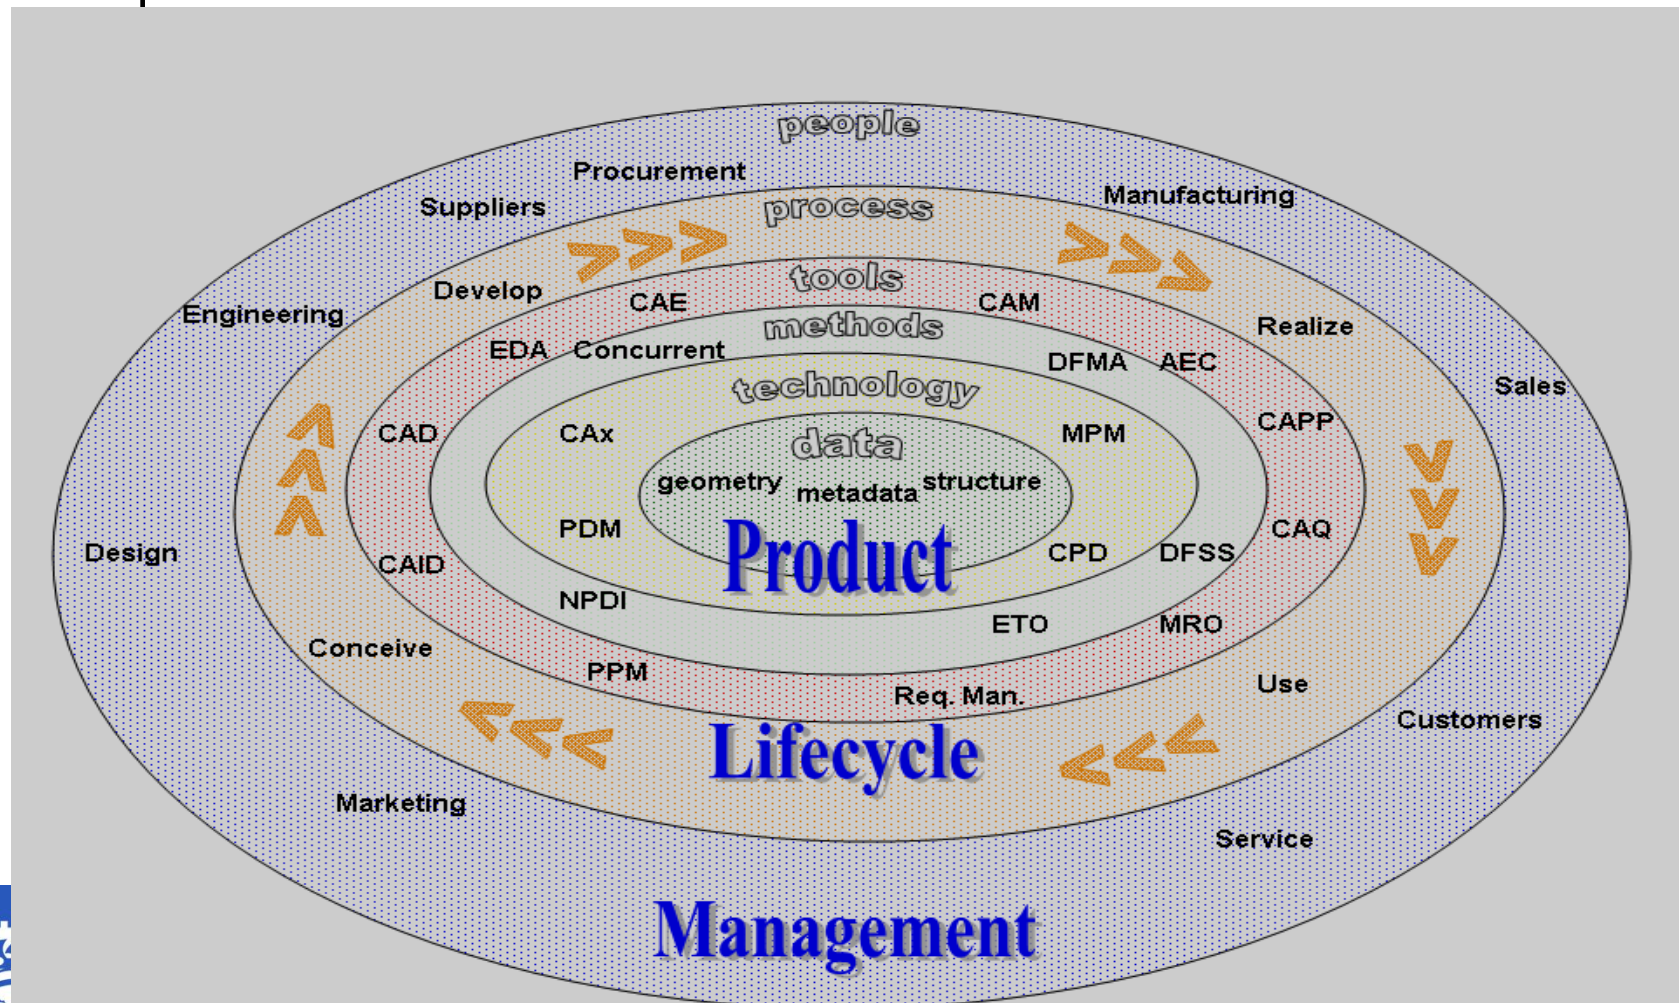 people
Procurement
Manufacturing
Suppliers
process
tools
Develop
CAE
CAM
Engineering
methods
Realize
EDA
Concurrent
DFMA
AEC
technology
Sales
CAPP
CAD
CAx
data
MPM
geometry
metadata
structure
PDM
CAQ
Product
Design
CPD
DFSS
CAID
NPDI
ETO
MRO
Conceive
PPM
Use
Req. Man.
Customers
Lifecycle
Marketing
Service
Management